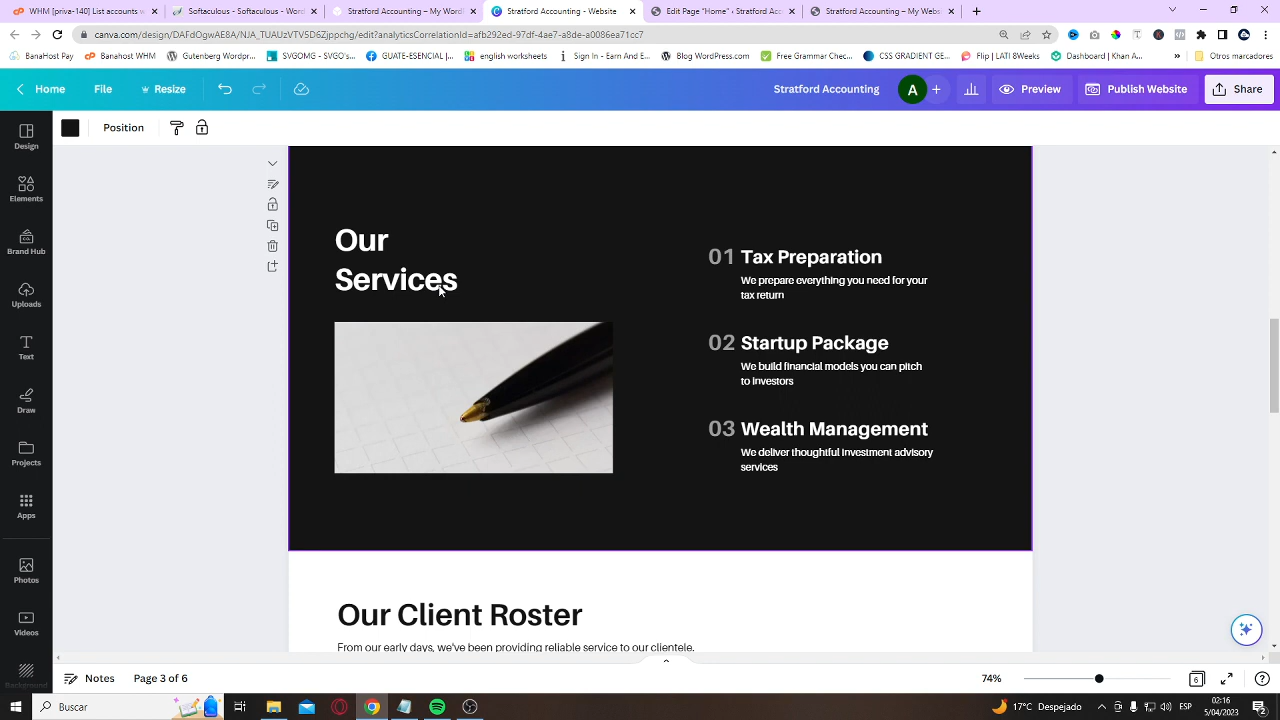 WHM [priva-140] List accounts
Softaculous - Softaculous - Word
Stratford Accounting – My W
Stratford Accounting - Website
Edit Page "Home" ‹ Stratford Acc
Stratford Accounting – My Webs
canva.com/design/DAFdOgwAE8A/NJA_TUAUzVTV5D6Zjppchg/edit?analyticsCorrelationId=afb292ed-97df-4ae7-a8de-a0086ea71cc7
BanaHost Pay
Banahost WHM
Gutenberg Wordpr...
SVGOMG - SVGO's...
GUATE-ESENCIAL |...
english worksheets
Sign In - Earn And E...
Blog WordPress.com
Free Grammar Chec...
CSS GRADIENT GE...
Flip | LAT! 8Weeks
Dashboard | Khan A...
Otros marcadores
Home
File
Resize
Stratford Accounting
A
Preview
Publish Website
Share
Position
Design
Elements
Brand Hub
Uploads
Text
Draw
Projects
Apps
Photos
Videos
Background
Our
Services
01 Tax Preparation
We prepare everything you need for your
tax return
02 Startup Package
We build financial models you can pitch
to investors
03 Wealth Management
We deliver thoughtful investment advisory
services
Our Client Roster
From our early days, we've been providing reliable service to our clientele.
Notes
Page 3 of 6
74%
6
Buscar
17°C Despejado
ESP
02:16
5/04/2023